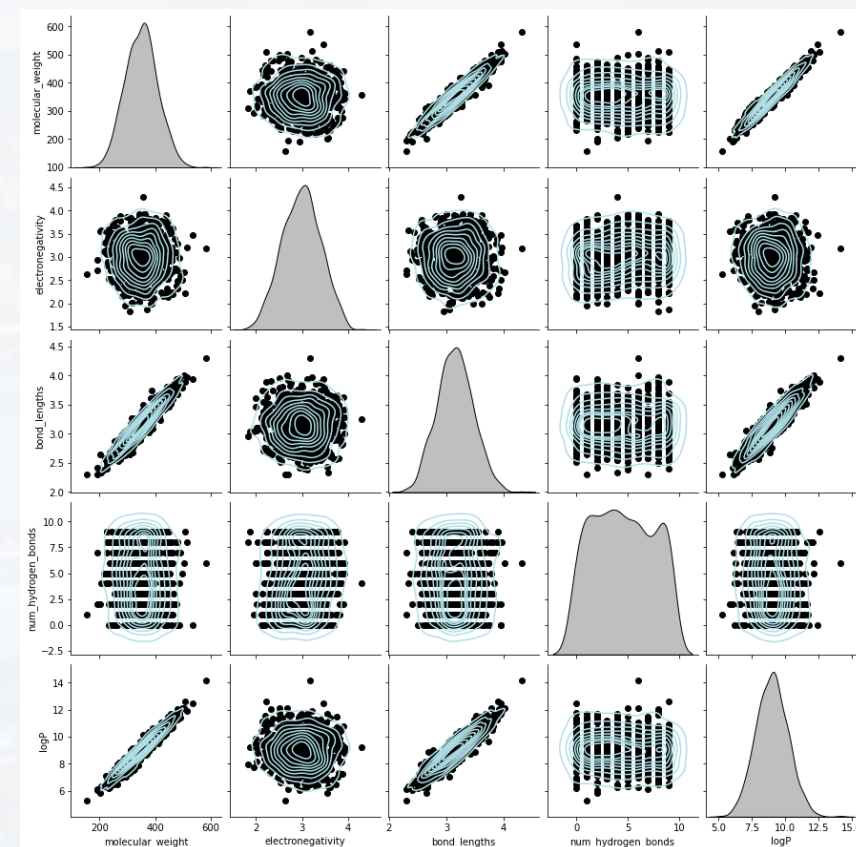 600
500
400
300
200
100
molecular_weight
4.5
4.0
3.5
3.0
2.5
2.0
1.5
electronegativity
4.5
4.0
3.5
3.0
2.5
2.0
bond_lengths
10.0
7.5
5.0
2.5
0.0
−2.5
num_hydrogen_bonds
14
12
10
8
6
logP
200 400 600
molecular_weight
2 3 4
electronegativity
2 3 4
bond_lengths
0 5 10
num_hydrogen_bonds
5.0 7.5 10.0 12.5
logP